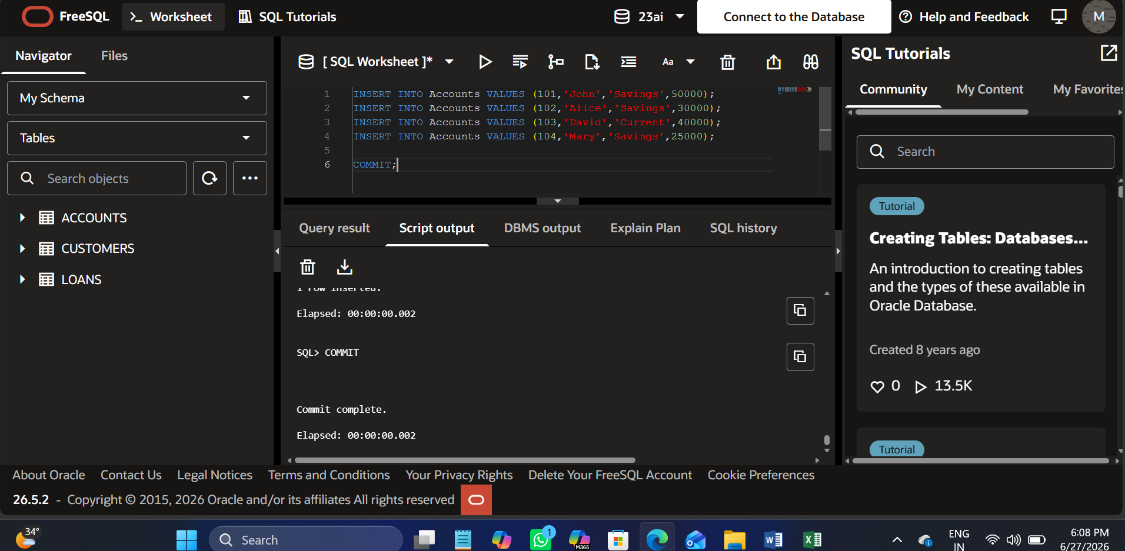 FreeSQL
>_ Worksheet
SQL Tutorials
23ai
Connect to the Database
Help and Feedback
M
Navigator
Files
My Schema
Tables
Search objects
ACCOUNTS
CUSTOMERS
LOANS
[ SQL Worksheet ]*
Aa
1 INSERT INTO Accounts VALUES (101,'John','Savings',50000);
2 INSERT INTO Accounts VALUES (102,'Alice','Savings',30000);
3 INSERT INTO Accounts VALUES (103,'David','Current',40000);
4 INSERT INTO Accounts VALUES (104,'Mary','Savings',25000);
5
6 COMMIT;
Query result
Script output
DBMS output
Explain Plan
SQL history
1 row inserted.
Elapsed: 00:00:00.002
SQL> COMMIT
Commit complete.
Elapsed: 00:00:00.002
SQL Tutorials
Community
My Content
My Favorites
Search
Tutorial
Creating Tables: Databases...
An introduction to creating tables
and the types of these available in
Oracle Database.
Created 8 years ago
0
13.5K
Tutorial
About Oracle
Contact Us
Legal Notices
Terms and Conditions
Your Privacy Rights
Delete Your FreeSQL Account
Cookie Preferences
26.5.2 - Copyright © 2015, 2026 Oracle and/or its affiliates All rights reserved
34°
Search
1
M365
ENG
IN
6:08 PM
6/27/2026